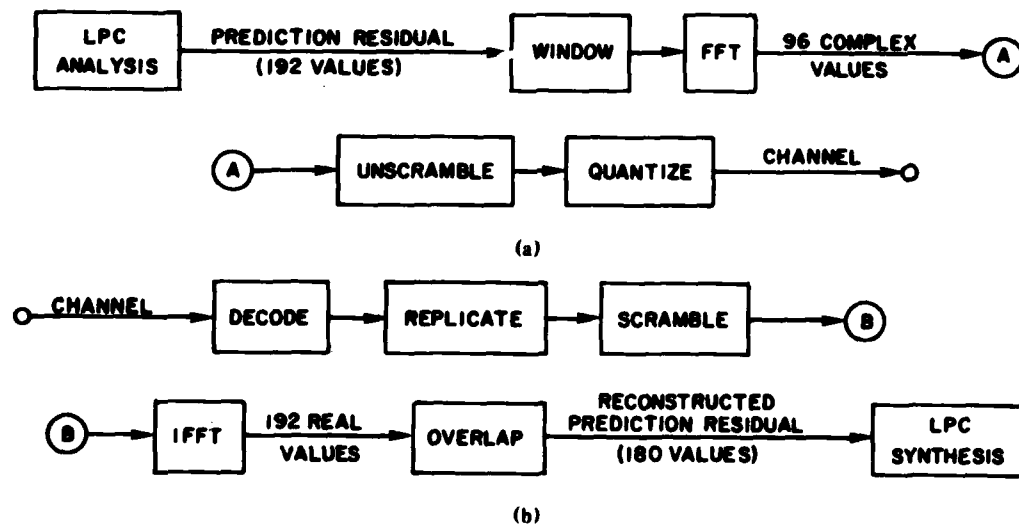 LPC
ANALYSIS
PREDICTION RESIDUAL
(192 VALUES)
WINDOW
FFT
96 COMPLEX
VALUES
A
A
UNSCRAMBLE
QUANTIZE
CHANNEL
(a)
CHANNEL
DECODE
REPLICATE
SCRAMBLE
B
B
IFFT
192 REAL
VALUES
OVERLAP
RECONSTRUCTED
PREDICTION RESIDUAL
(180 VALUES)
LPC
SYNTHESIS
(b)